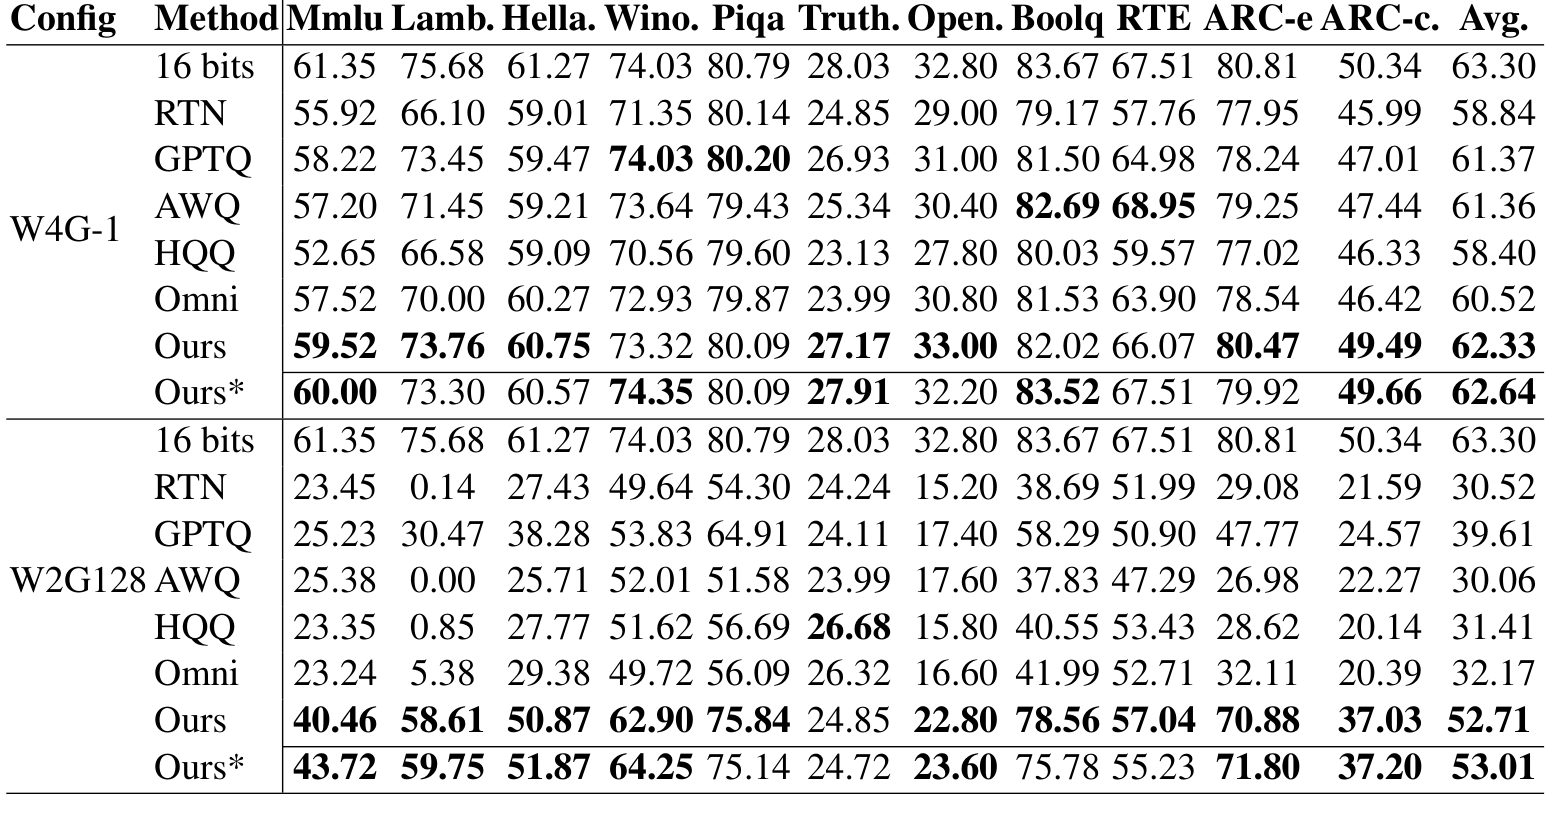 Config Method Mmlu Lamb. Hella. Wino. Piqa Truth. Open. Boolq RTE ARC-e ARC-c. Avg.
16 bits 61.35 75.68 61.27 74.03 80.79 28.03 32.80 83.67 67.51 80.81 50.34 63.30
RTN 55.92 66.10 59.01 71.35 80.14 24.85 29.00 79.17 57.76 77.95 45.99 58.84
GPTQ 58.22 73.45 59.47 74.03 80.20 26.93 31.00 81.50 64.98 78.24 47.01 61.37
AWQ 57.20 71.45 59.21 73.64 79.43 25.34 30.40 82.69 68.95 79.25 47.44 61.36
W4G-1
HQQ 52.65 66.58 59.09 70.56 79.60 23.13 27.80 80.03 59.57 77.02 46.33 58.40
Omni 57.52 70.00 60.27 72.93 79.87 23.99 30.80 81.53 63.90 78.54 46.42 60.52
Ours 59.52 73.76 60.75 73.32 80.09 27.17 33.00 82.02 66.07 80.47 49.49 62.33
Ours* 60.00 73.30 60.57 74.35 80.09 27.91 32.20 83.52 67.51 79.92 49.66 62.64
16 bits 61.35 75.68 61.27 74.03 80.79 28.03 32.80 83.67 67.51 80.81 50.34 63.30
RTN 23.45 0.14 27.43 49.64 54.30 24.24 15.20 38.69 51.99 29.08 21.59 30.52
GPTQ 25.23 30.47 38.28 53.83 64.91 24.11 17.40 58.29 50.90 47.77 24.57 39.61
W2G128 AWQ 25.38 0.00 25.71 52.01 51.58 23.99 17.60 37.83 47.29 26.98 22.27 30.06
HQQ 23.35 0.85 27.77 51.62 56.69 26.68 15.80 40.55 53.43 28.62 20.14 31.41
Omni 23.24 5.38 29.38 49.72 56.09 26.32 16.60 41.99 52.71 32.11 20.39 32.17
Ours 40.46 58.61 50.87 62.90 75.84 24.85 22.80 78.56 57.04 70.88 37.03 52.71
Ours* 43.72 59.75 51.87 64.25 75.14 24.72 23.60 75.78 55.23 71.80 37.20 53.01